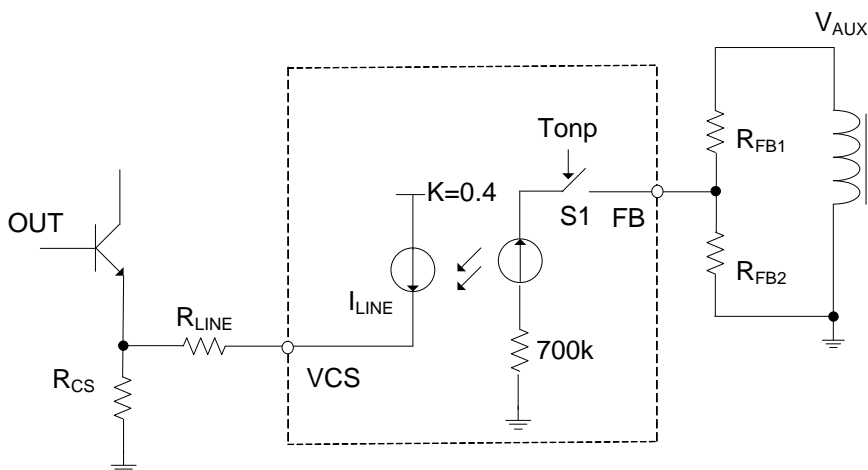 V_AUX
Tonp
R_FB1
K=0.4
OUT
S1
FB
R_FB2
I_LINE
R_LINE
700k
VCS
R_CS